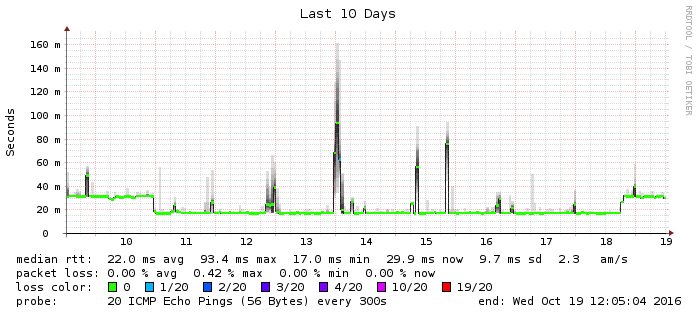 Last 10 Days
RRDTOOL / TOBI OETIKER
Seconds
160 m
140 m
120 m
100 m
80 m
60 m
40 m
20 m
0
10 11 12 13 14 15 16 17 18 19
median rtt: 22.0 ms avg 93.4 ms max 17.0 ms min 29.9 ms now 9.7 ms sd 2.3 am/s
packet loss: 0.00 % avg 0.42 % max 0.00 % min 0.00 % now
loss color: 0 1/20 2/20 3/20 4/20 10/20 19/20
probe: 20 ICMP Echo Pings (56 Bytes) every 300s end: Wed Oct 19 12:05:04 2016